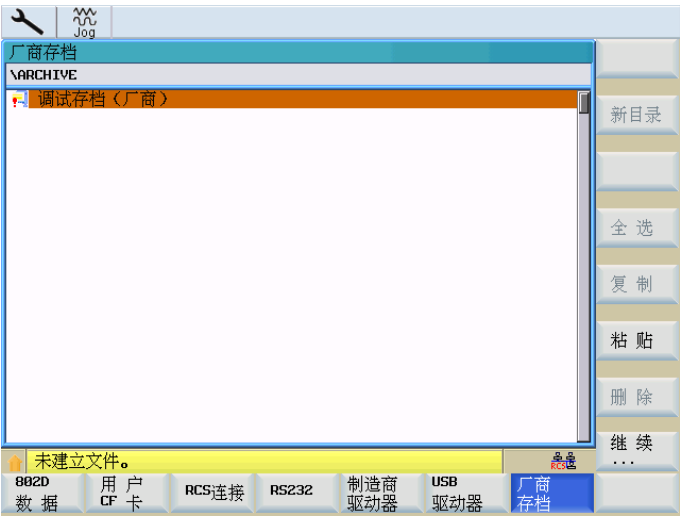 Jog
厂商存档
\ARCHIVE
调试存档（厂商）
新目录
全 选
复 制
粘 贴
删 除
继 续
...
未建立文件。
RCS
802D
数 据
用 户
CF 卡
RCS连接
RS232
制造商
驱动器
USB
驱动器
厂商
存档